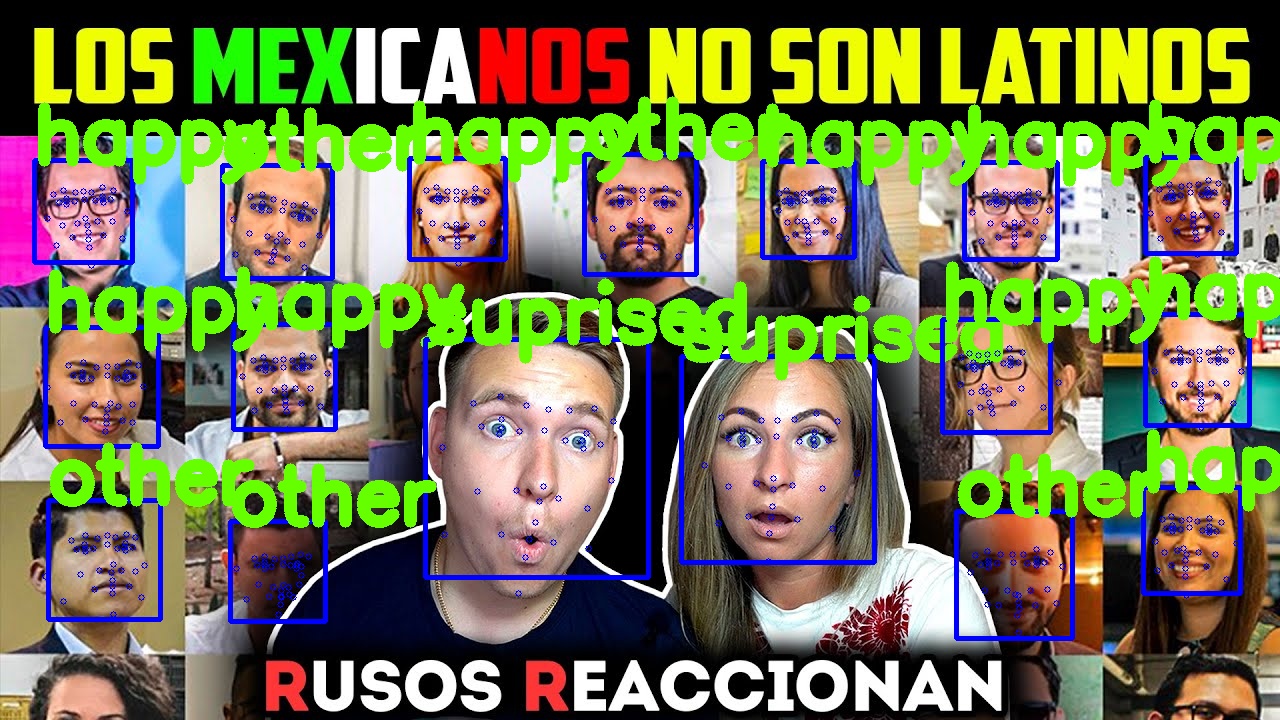 LOS MEXICANOS NO SON LATINOS
happy other happy other happy happy hap
happy happy suprised suprised happy hap
other other other hap
RUSOS REACCIONAN